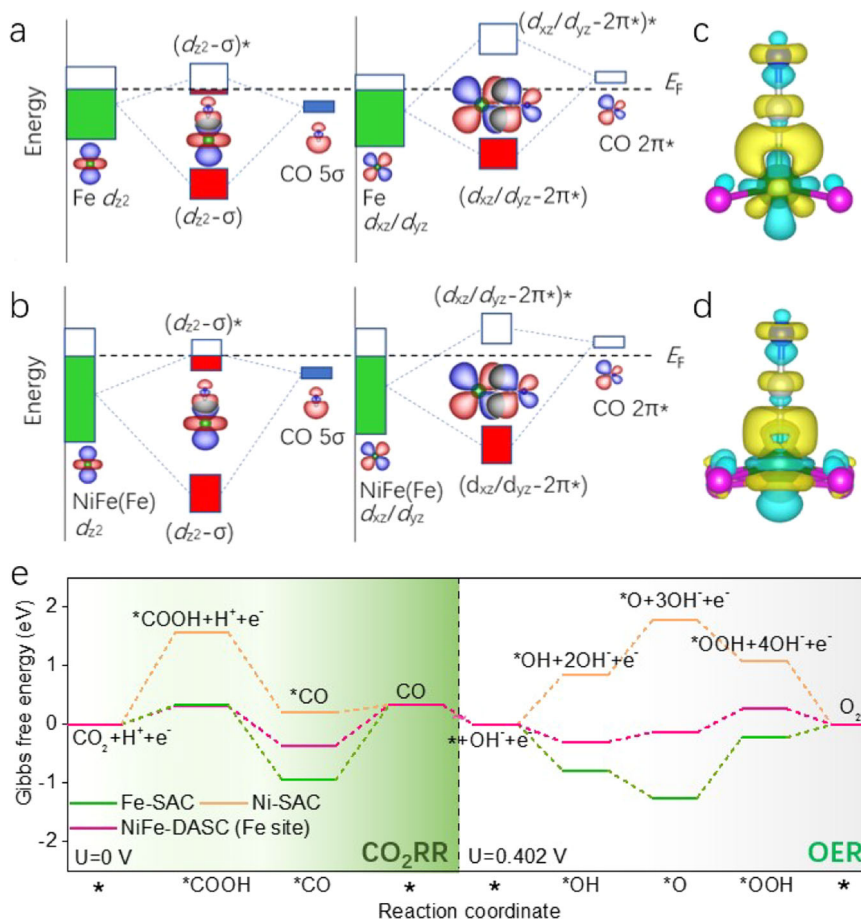 a
(dz2-σ)*
Energy
Fe dz2
(dz2-σ)
CO 5σ
(dxz/dyz-2π*)*
EF
Fe
dxz/dyz
(dxz/dyz-2π*)
CO 2π*
c
b
(dz2-σ)*
Energy
NiFe(Fe)
dz2
(dz2-σ)
CO 5σ
(dxz/dyz-2π*)*
EF
NiFe(Fe)
dxz/dyz
(dxz/dyz-2π*)
CO 2π*
d
e
Gibbs free energy (eV)
2
1
0
-1
-2
*COOH+H⁺+e⁻
*CO
CO
CO₂+H⁺+e⁻
*+OH⁻+e⁻
*OH+2OH⁻+e⁻
*O+3OH⁻+e⁻
*OOH+4OH⁻+e⁻
O₂
Fe-SAC
Ni-SAC
NiFe-DASC (Fe site)
U=0 V
CO₂RR
U=0.402 V
OER
* *COOH *CO * * *OH *O *OOH *
Reaction coordinate